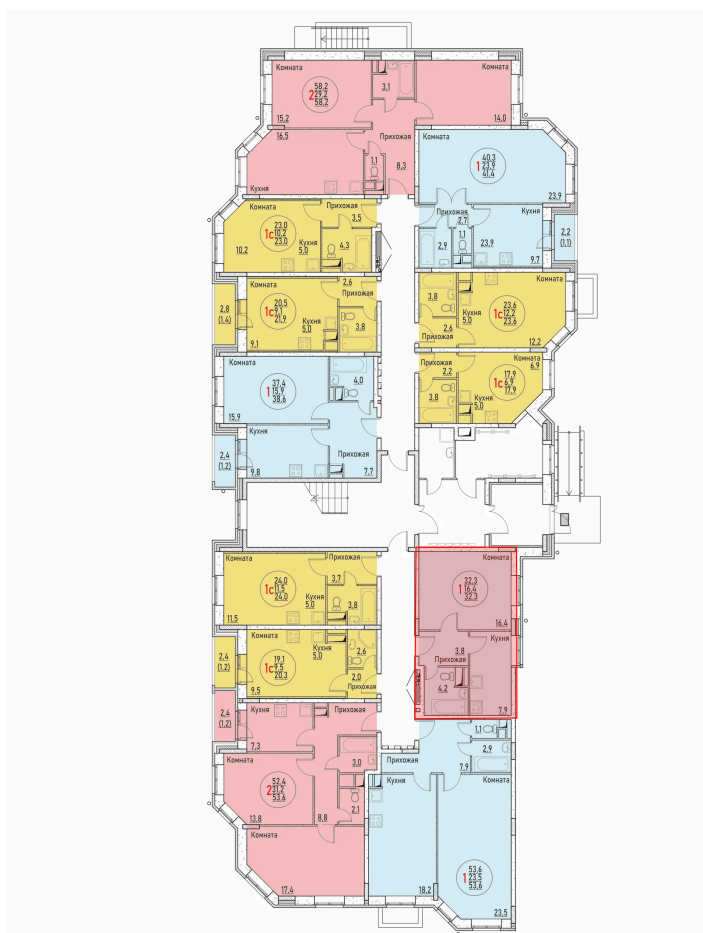 Комната
58,2
2 29,2
58,2
15,2
3,1
Комната
14,0
16,5
Кухня
Прихожая
1,1
8,3
Комната
40,3
1 23,9
41,4
23,9
Комната
23,0
1с 10,2
23,0
10,2
Прихожая
3,5
Кухня
5,0
4,3
Прихожая
2,7
2,9
1,1
Кухня
23,9
9,7
2,2
(1,1)
2,8
(1,4)
Комната
20,5
1с 9,1
21,9
9,1
2,6
Прихожая
Кухня
5,0
3,8
3,8
2,6
Прихожая
Кухня
5,0
23,6
1с 12,2
23,6
Комната
12,2
Комната
37,4
1 15,9
38,6
15,9
4,0
Прихожая
2,2
3,8
Кухня
5,0
Комната
6,9
17,9
1с 6,9
17,9
2,4
(1,2)
Кухня
9,8
Прихожая
7,7
Комната
24,0
1с 11,5
24,0
11,5
Прихожая
3,7
Кухня
5,0
3,8
Комната
32,3
1 16,4
32,3
16,4
2,4
(1,2)
Комната
19,1
1с 9,5
20,3
9,5
Кухня
5,0
2,6
2,0
Прихожая
3,8
Прихожая
4,2
Кухня
7,9
2,4
(1,2)
Кухня
7,3
Прихожая
3,0
Комната
52,4
2 31,2
53,6
13,8
8,8
2,1
Комната
17,4
1,1
2,9
Прихожая
7,9
Кухня
18,2
Комната
53,6
1 23,5
53,6
23,5